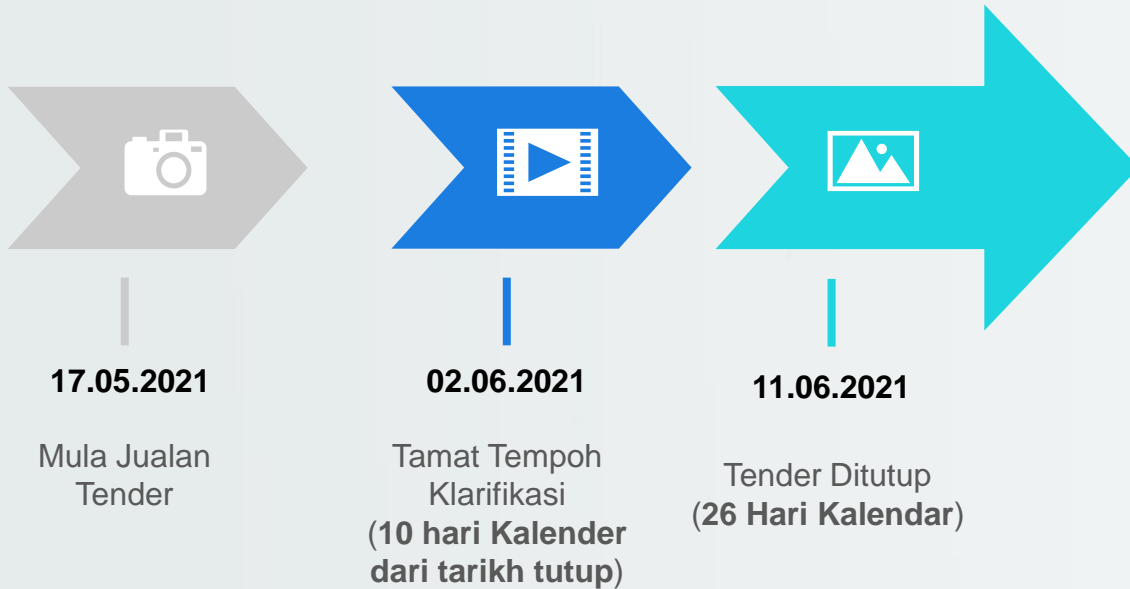 17.05.2021
Mula Jualan
Tender
02.06.2021
Tamat Tempoh
Klarifikasi
(10 hari Kalender
dari tarikh tutup)
11.06.2021
Tender Ditutup
(26 Hari Kalendar)